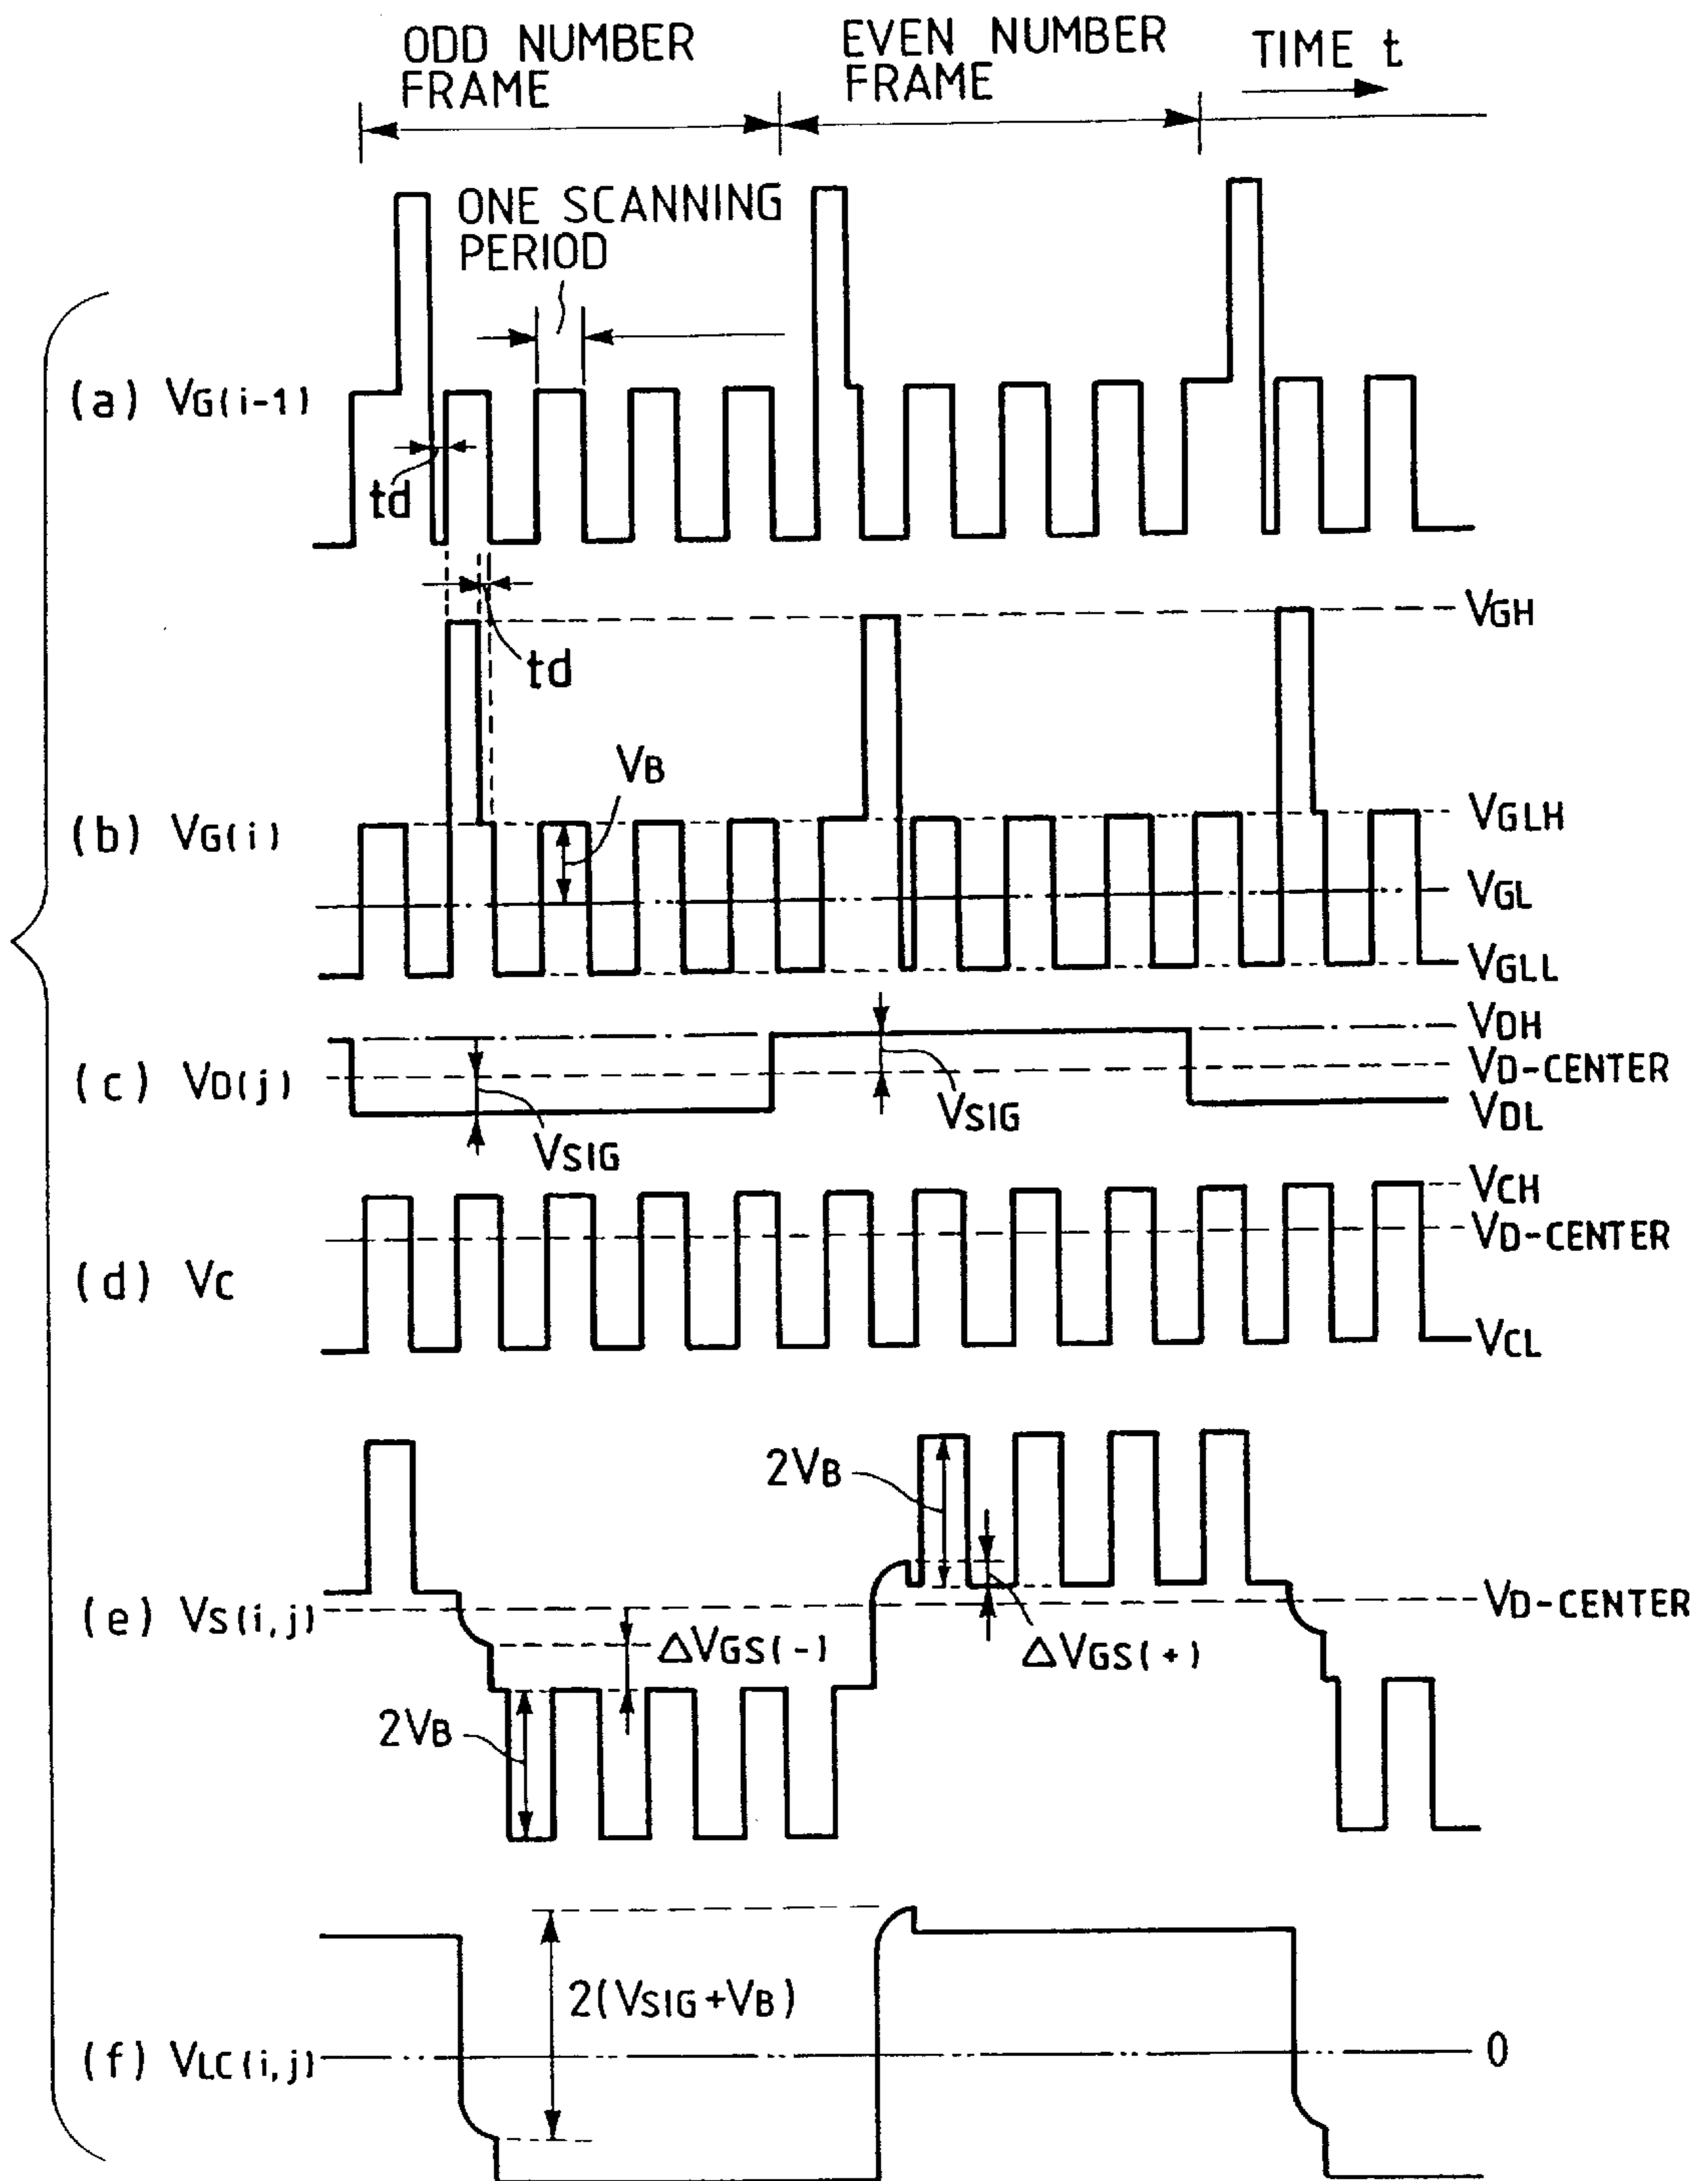 ODD NUMBER
FRAME
EVEN NUMBER
FRAME
TIME t
ONE SCANNING
PERIOD
(a) VG(i-1)
td
td
VGH
VB
(b) VG(i)
VGLH
VGL
VGLL
(c) VD(j)
VSIG
VSIG
VDH
VD-CENTER
VDL
(d) VC
VCH
VD-CENTER
VCL
2VB
(e) VS(i,j)
VD-CENTER
ΔVGS(-)
ΔVGS(+)
2VB
2(VSIG+VB)
(f) VLC(i,j)
0